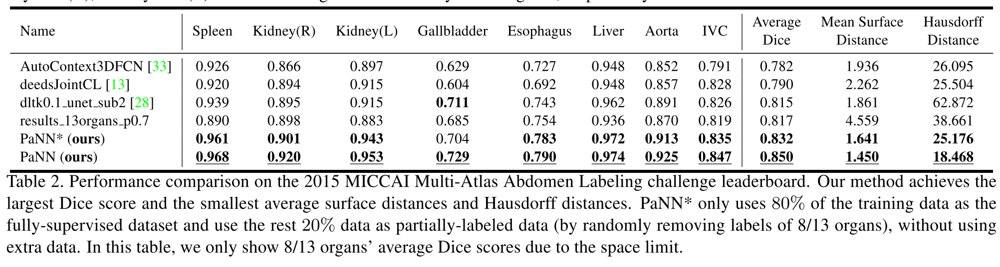 Name Spleen Kidney(R) Kidney(L) Gallbladder Esophagus Liver Aorta IVC Average Dice Mean Surface Distance Hausdorff Distance
AutoContext3DFCN [33] 0.926 0.866 0.897 0.629 0.727 0.948 0.852 0.791 0.782 1.936 26.095
deedsJointCL [13] 0.920 0.894 0.915 0.604 0.692 0.948 0.857 0.828 0.790 2.262 25.504
dltk0.1_unet_sub2 [28] 0.939 0.895 0.915 0.711 0.743 0.962 0.891 0.826 0.815 1.861 62.872
results_13organs_p0.7 0.890 0.898 0.883 0.685 0.754 0.936 0.870 0.819 0.817 4.559 38.661
PaNN* (ours) 0.961 0.901 0.943 0.704 0.783 0.972 0.913 0.835 0.832 1.641 25.176
PaNN (ours) 0.968 0.920 0.953 0.729 0.790 0.974 0.925 0.847 0.850 1.450 18.468
Table 2. Performance comparison on the 2015 MICCAI Multi-Atlas Abdomen Labeling challenge leaderboard. Our method achieves the
largest Dice score and the smallest average surface distances and Hausdorff distances. PaNN* only uses 80% of the training data as the
fully-supervised dataset and use the rest 20% data as partially-labeled data (by randomly removing labels of 8/13 organs), without using
extra data. In this table, we only show 8/13 organs' average Dice scores due to the space limit.